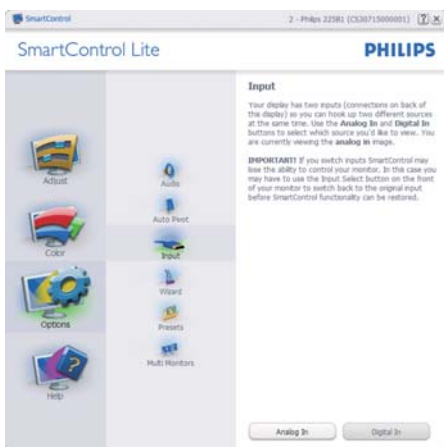 SmartControl
2 - Philips 225B1 (CS30715000001)
SmartControl Lite
PHILIPS
Adjust
Color
Options
Help
Audio
Auto Pivot
Input
Wizard
Presets
Multi Monitors
Input
Your display has two inputs (connections on back of
this display) so you can hook up two different sources
at the same time. Use the Analog In and Digital In
buttons to select which source you'd like to view. You
are currently viewing the analog in image.
IMPORTANT! If you switch inputs SmartControl may
lose the ability to control your monitor. In this case you
may have to use the Input Select button on the front
of your monitor to switch back to the original input
before SmartControl functionality can be restored.
Analog In
Digital In